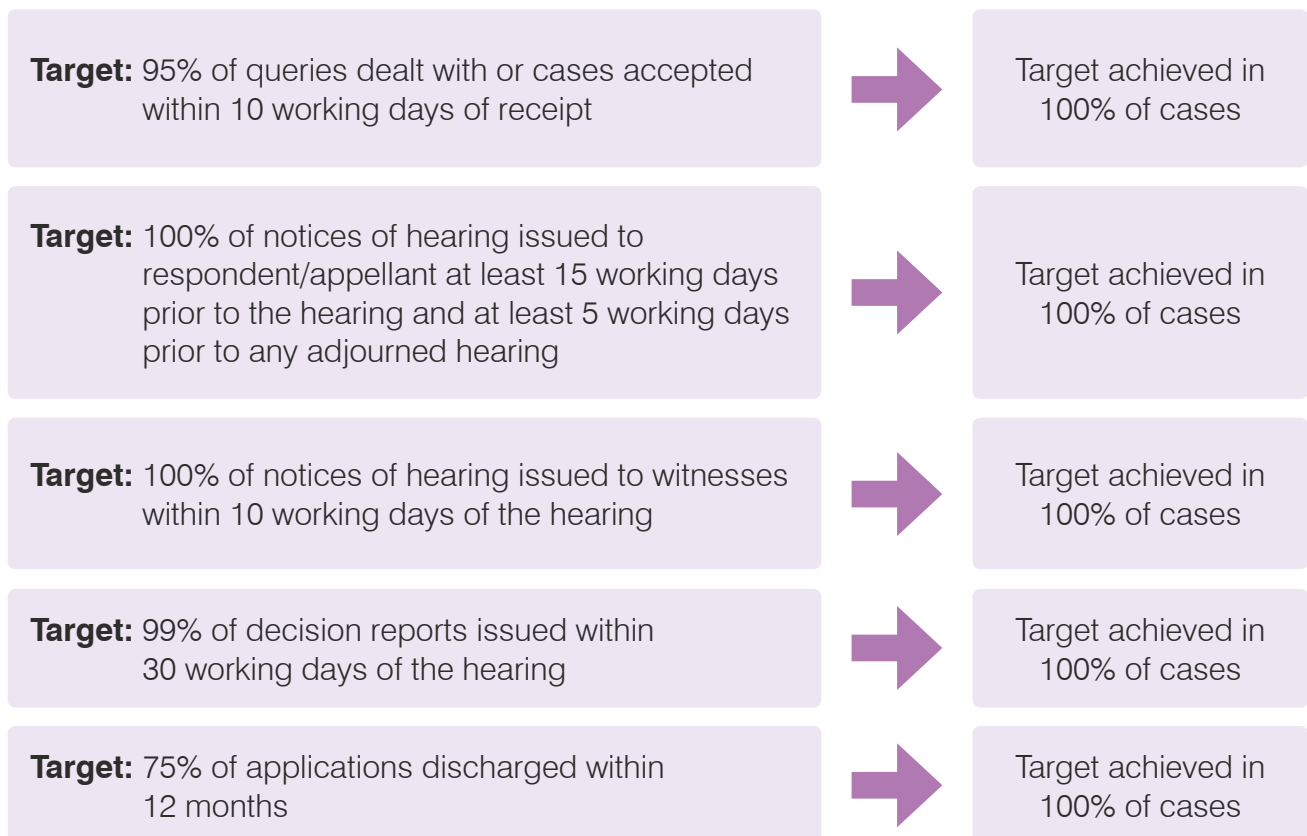 Target: 95% of queries dealt with or cases accepted
within 10 working days of receipt
Target achieved in
100% of cases
Target: 100% of notices of hearing issued to
respondent/appellant at least 15 working days
prior to the hearing and at least 5 working days
prior to any adjourned hearing
Target achieved in
100% of cases
Target: 100% of notices of hearing issued to witnesses
within 10 working days of the hearing
Target achieved in
100% of cases
Target: 99% of decision reports issued within
30 working days of the hearing
Target achieved in
100% of cases
Target: 75% of applications discharged within
12 months
Target achieved in
100% of cases